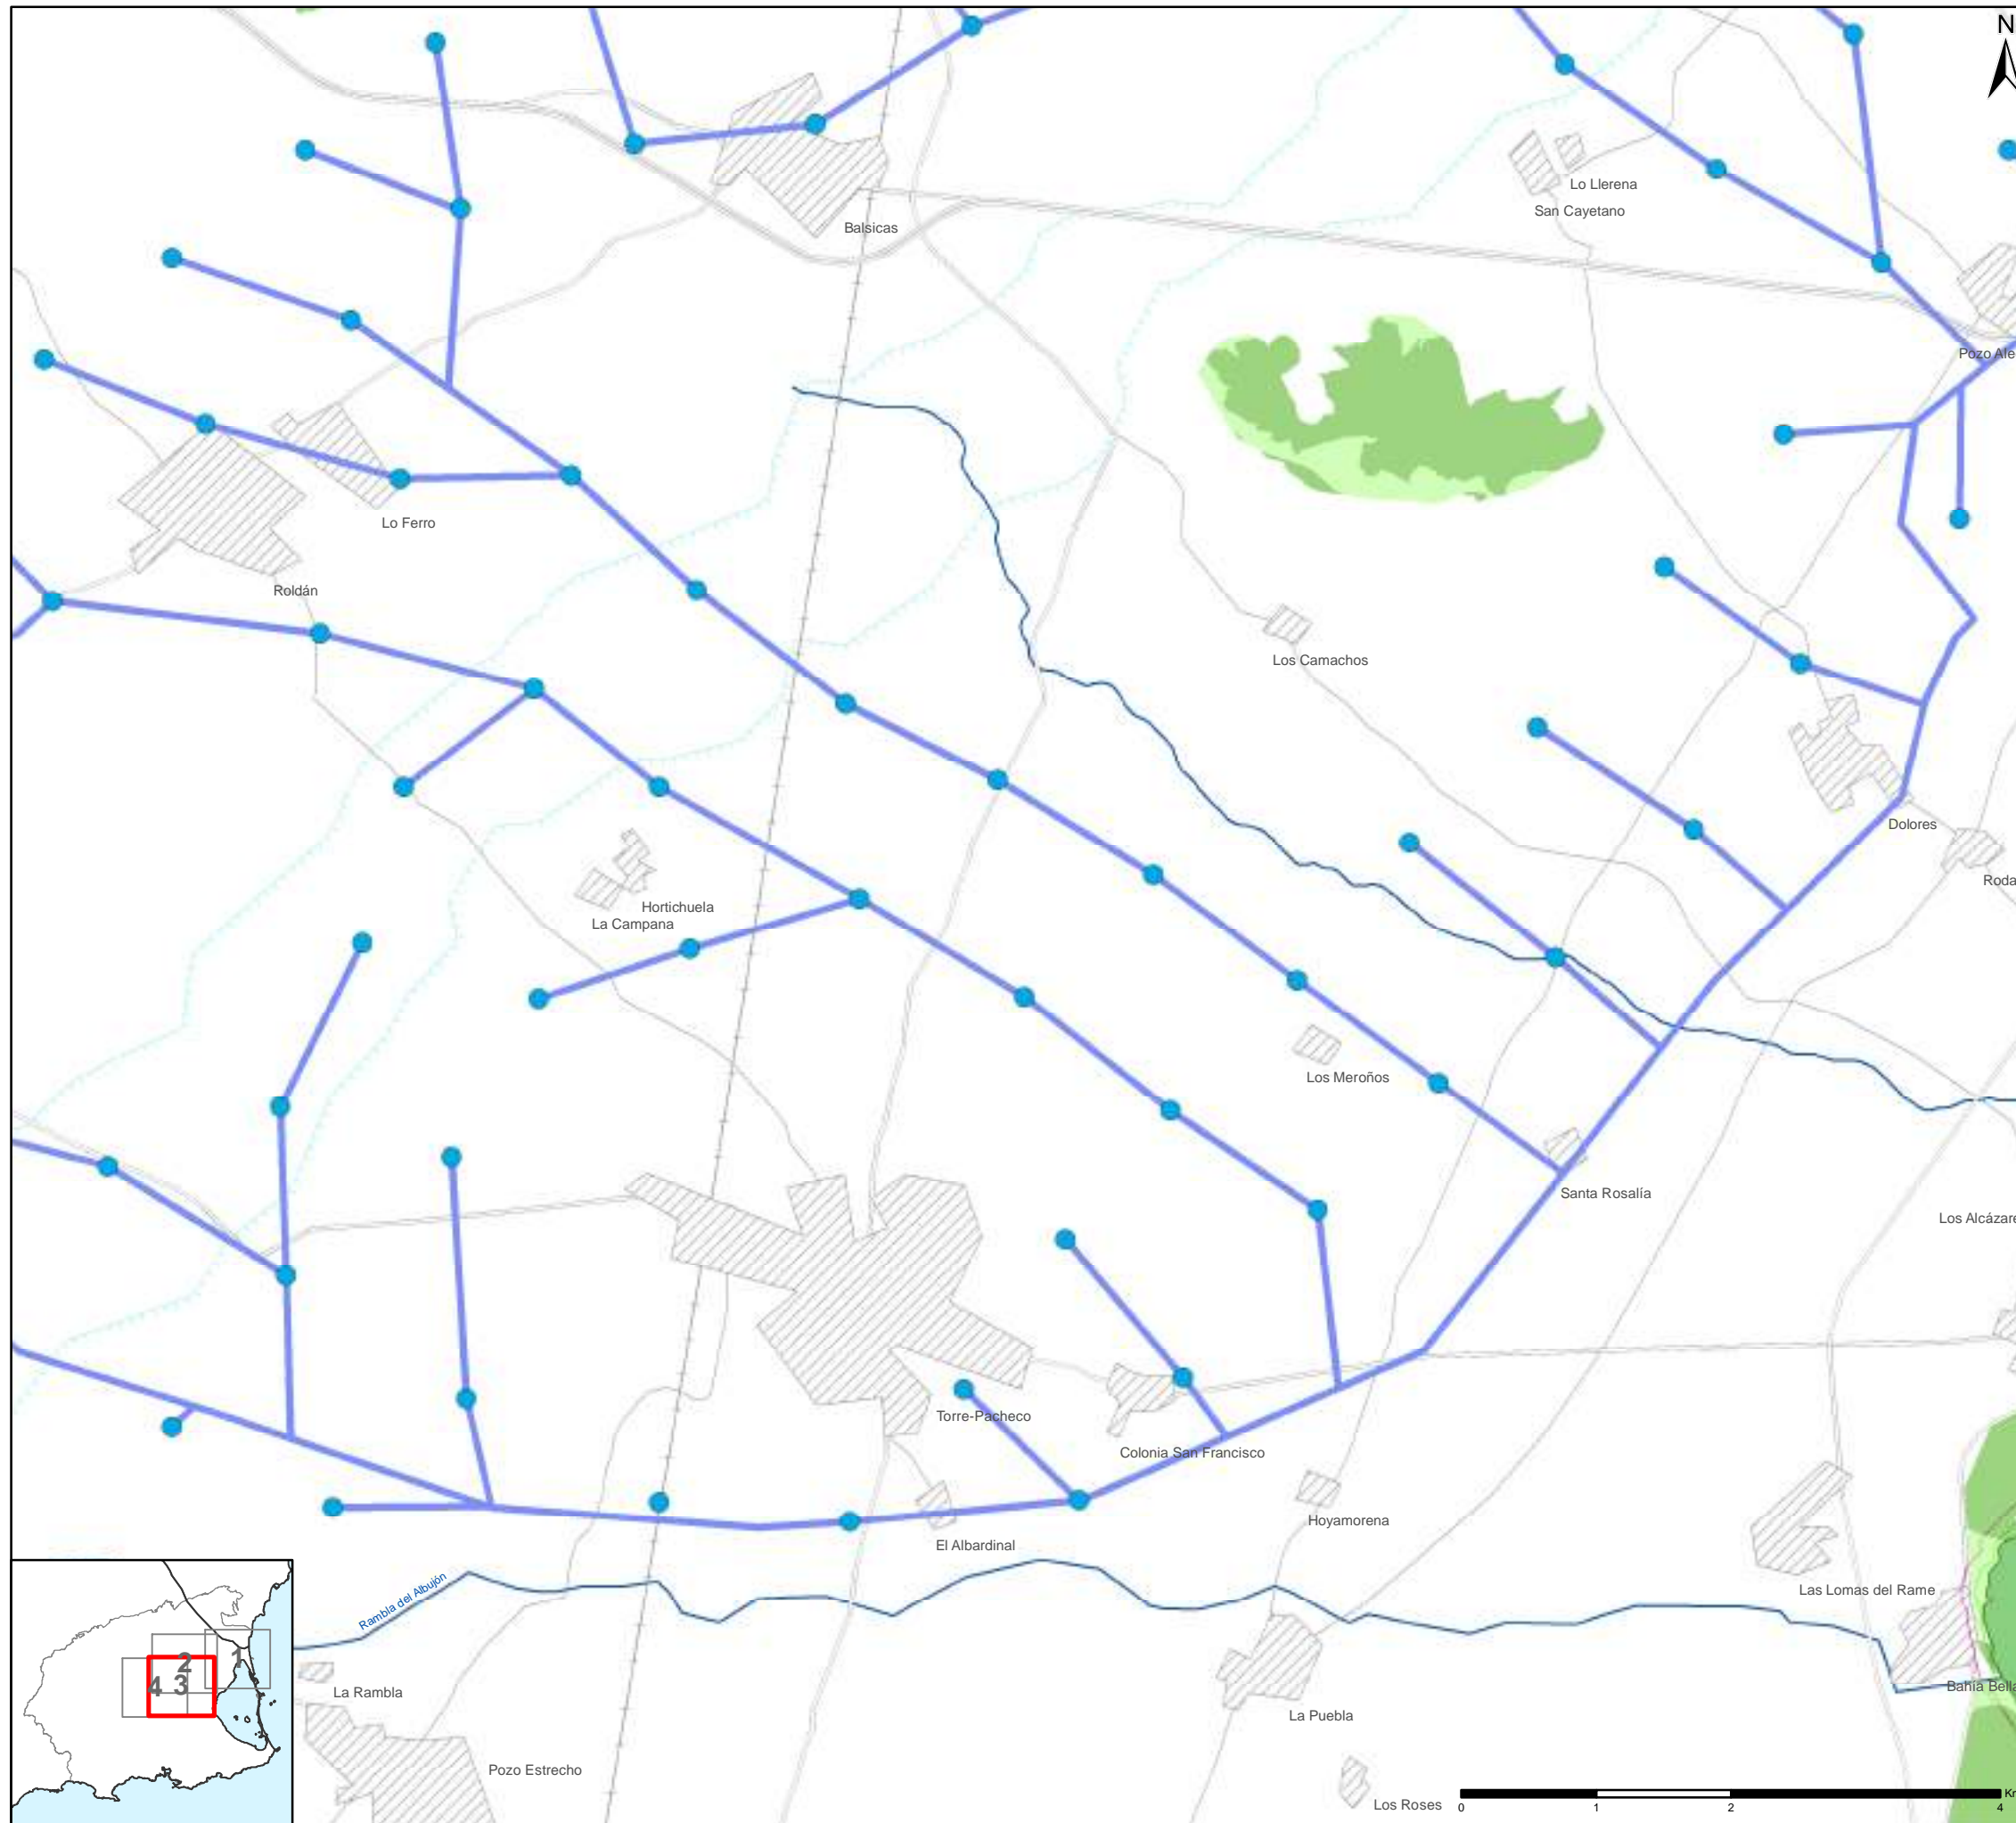 N
Lo Llerena
San Cayetano
Balsicas
Pozo Ale
Lo Ferro
Roldán
Los Camachos
Dolores
Roda
Hortichuela
La Campana
Los Meroños
Santa Rosalía
Los Alcázare
Torre-Pacheco
Colonia San Francisco
Hoyamorena
El Albardinal
Las Lomas del Rame
Rambla del Albujón
1
2
3
4
La Rambla
Bahía Bella
La Puebla
Pozo Estrecho
Los Roses
Km
0 1 2 4